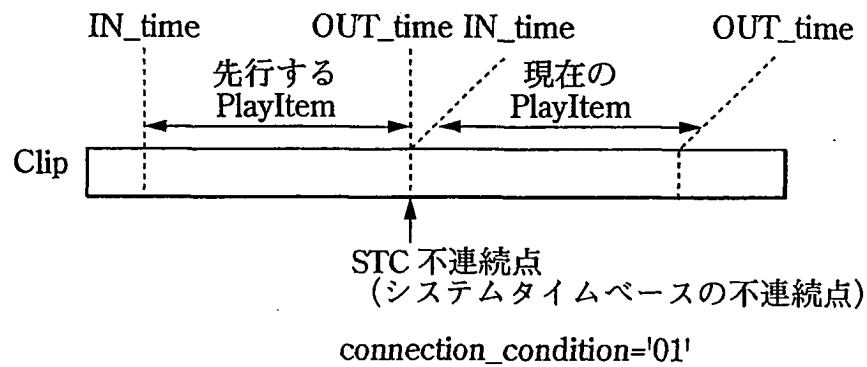 IN_time OUT_time IN_time OUT_time
先行する 現在の
PlayItem PlayItem
Clip
STC 不連続点
（システムタイムベースの不連続点）
connection_condition='01'